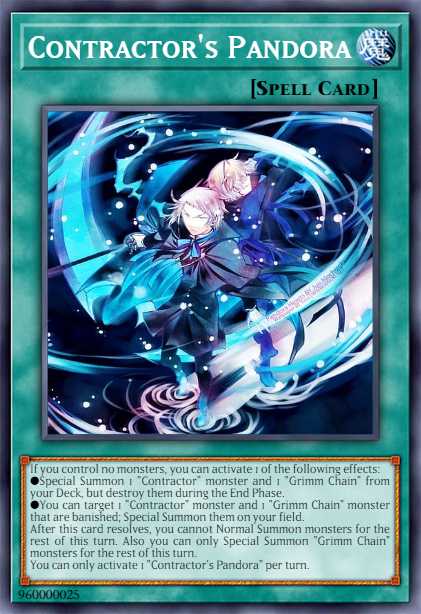 CONTRACTOR'S PANDORA 魔
[SPELL CARD]
If you control no monsters, you can activate 1 of the following effects:
●Special Summon 1 "Contractor" monster and 1 "Grimm Chain" from
your Deck, but destroy them during the End Phase.
●You can target 1 "Contractor" monster and 1 "Grimm Chain" monster
that are banished; Special Summon them on your field.
After this card resolves, you cannot Normal Summon monsters for the
rest of this turn. Also you can only Special Summon "Grimm Chain"
monsters for the rest of this turn.
You can only activate 1 "Contractor's Pandora" per turn.
960000025